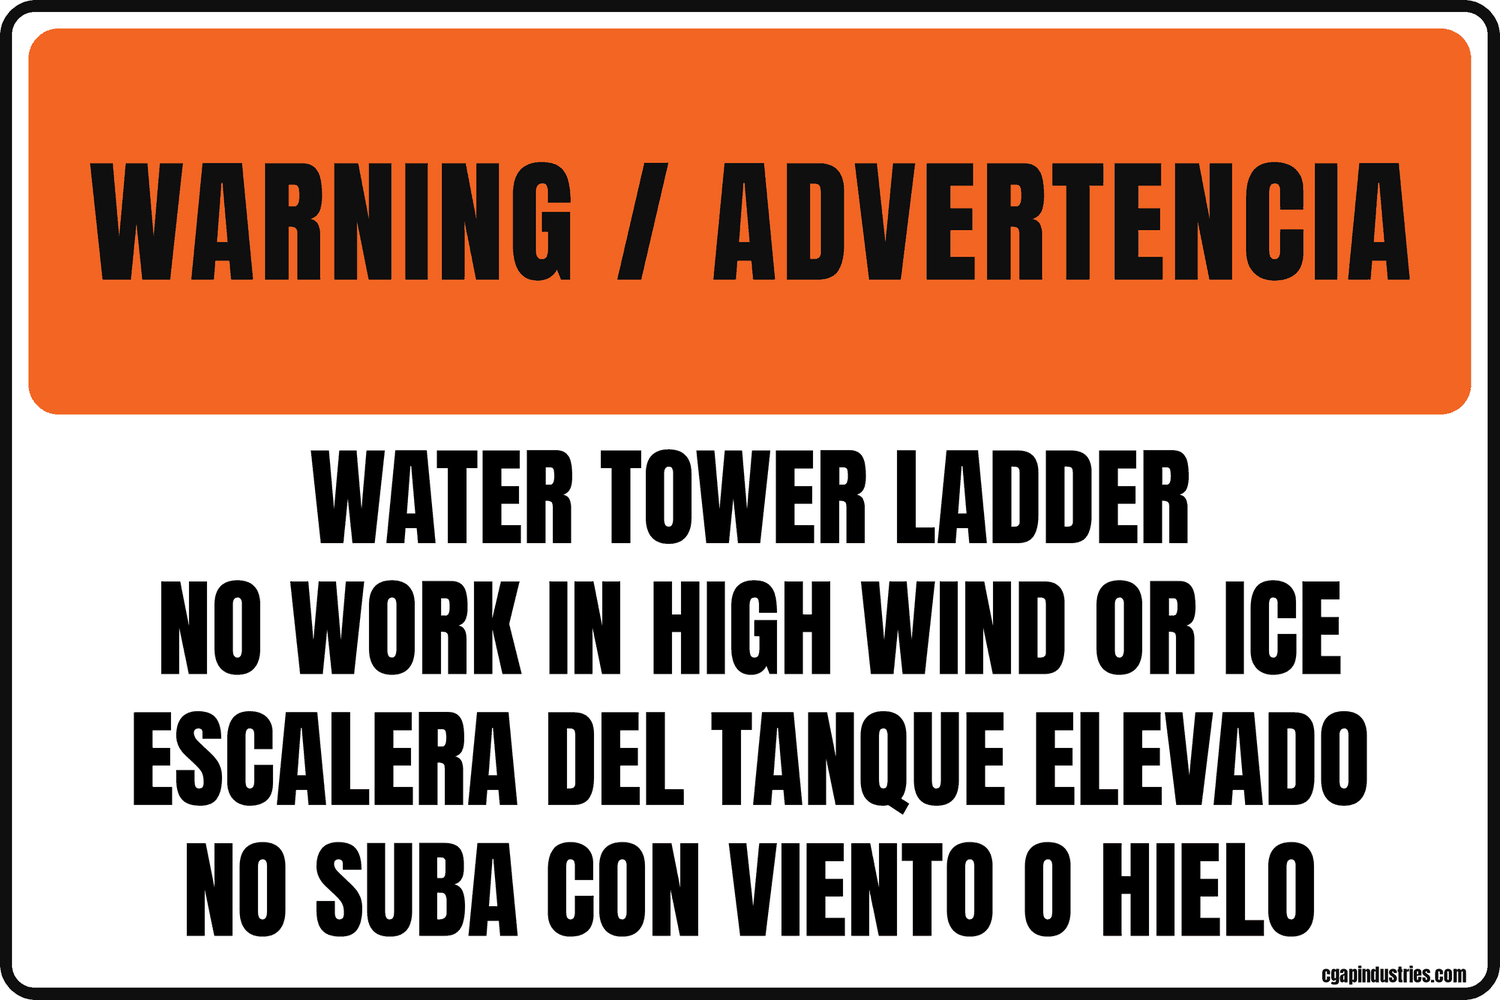 WARNING / ADVERTENCIA
WATER TOWER LADDER
NO WORK IN HIGH WIND OR ICE
ESCALERA DEL TANQUE ELEVADO
NO SUBA CON VIENTO O HIELO
cgapindustries.com